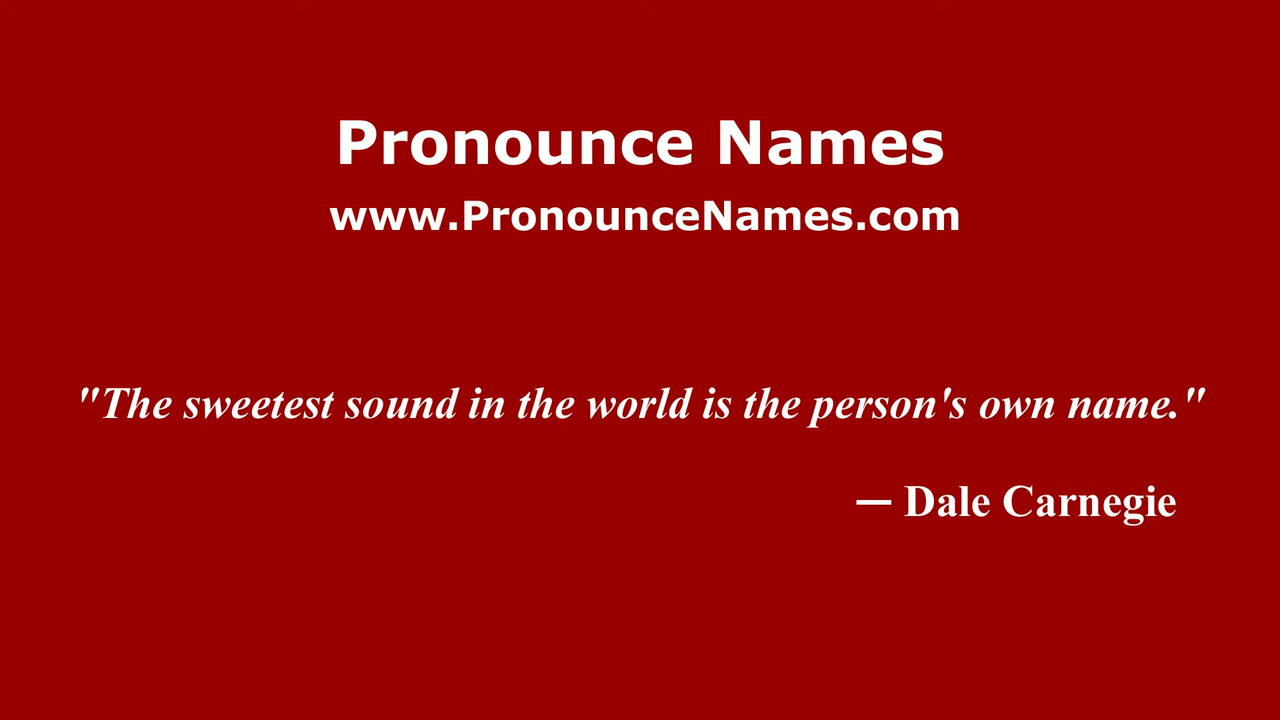 Pronounce Names
www.PronounceNames.com
"The sweetest sound in the world is the person's own name."
— Dale Carnegie